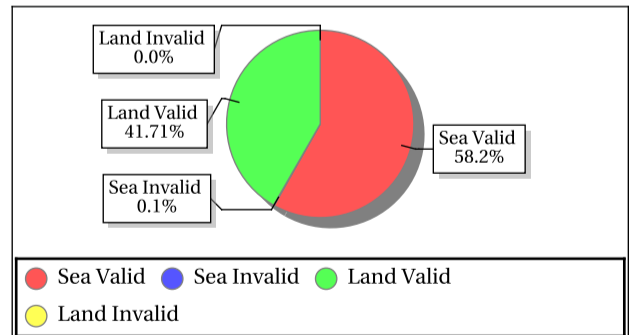 Land Invalid
0.0%
Land Valid
41.71%
Sea Invalid
0.1%
Sea Valid
58.2%
Sea Valid
Sea Invalid
Land Valid
Land Invalid